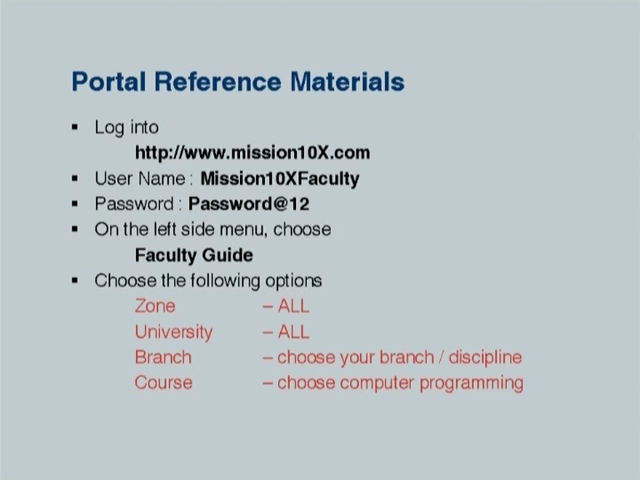 Portal Reference Materials
▪ Log into
http://www.mission10X.com
▪ User Name : Mission10XFaculty
▪ Password : Password@12
▪ On the left side menu, choose
Faculty Guide
▪ Choose the following options
Zone – ALL
University – ALL
Branch – choose your branch / discipline
Course – choose computer programming